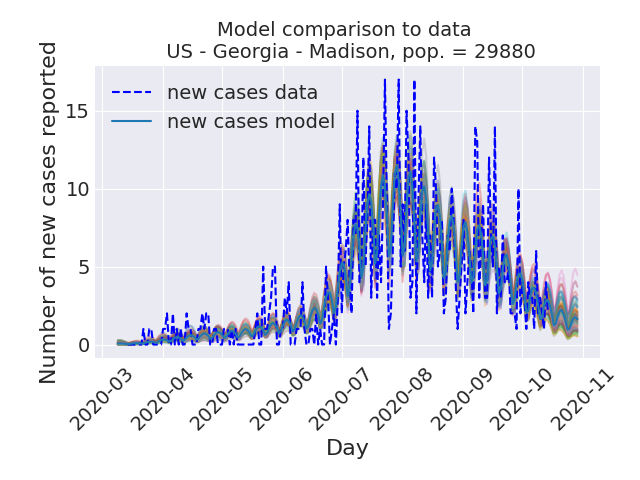 Model comparison to data
US - Georgia - Madison, pop. = 29880
Number of new cases reported
new cases data
new cases model
15
10
5
0
2020-03
2020-04
2020-05
2020-06
2020-07
2020-08
2020-09
2020-10
2020-11
Day